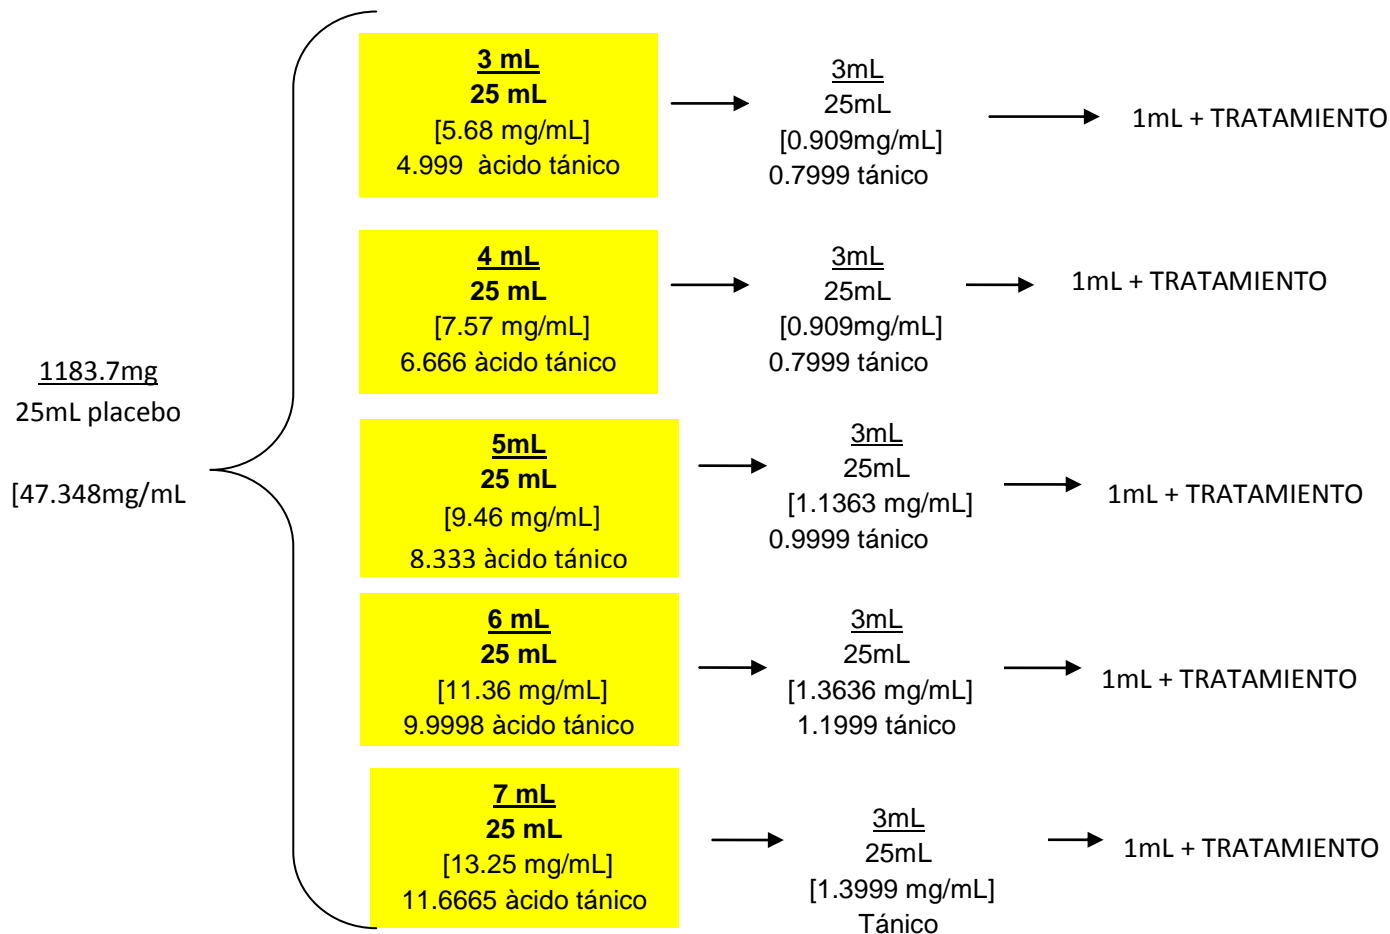 1183.7mg
25mL placebo
[47.348mg/mL
3 mL
25 mL
[5.68 mg/mL]
4.999 àcido tánico
3mL
25mL
[0.909mg/mL]
0.7999 tánico
1mL + TRATAMIENTO
4 mL
25 mL
[7.57 mg/mL]
6.666 àcido tánico
3mL
25mL
[0.909mg/mL]
0.7999 tánico
1mL + TRATAMIENTO
5mL
25 mL
[9.46 mg/mL]
8.333 àcido tánico
3mL
25mL
[1.1363 mg/mL]
0.9999 tánico
1mL + TRATAMIENTO
6 mL
25 mL
[11.36 mg/mL]
9.9998 àcido tánico
3mL
25mL
[1.3636 mg/mL]
1.1999 tánico
1mL + TRATAMIENTO
7 mL
25 mL
[13.25 mg/mL]
11.6665 àcido tánico
3mL
25mL
[1.3999 mg/mL]
Tánico
1mL + TRATAMIENTO